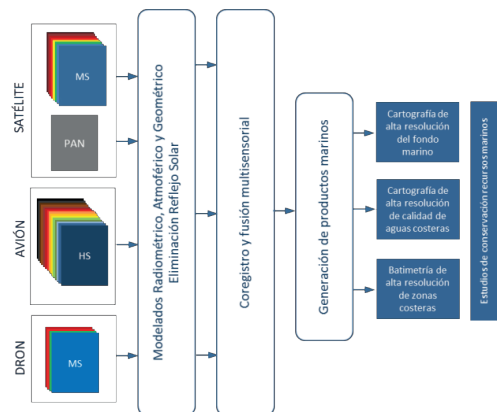 SATÉLITE
MS
PAN
AVIÓN
HS
DRON
MS
Modelados Radiométrico, Atmoférico y Geométrico
Eliminación Reflejo Solar
Coregistro y fusión multisensorial
Generación de productos marinos
Cartografía de
alta resolución
del fondo
marino
Cartografía de
alta resolución
de calidad de
aguas costeras
Batimetría de
alta resolución
de zonas
costeras
Estudios de conservación recursos marinos